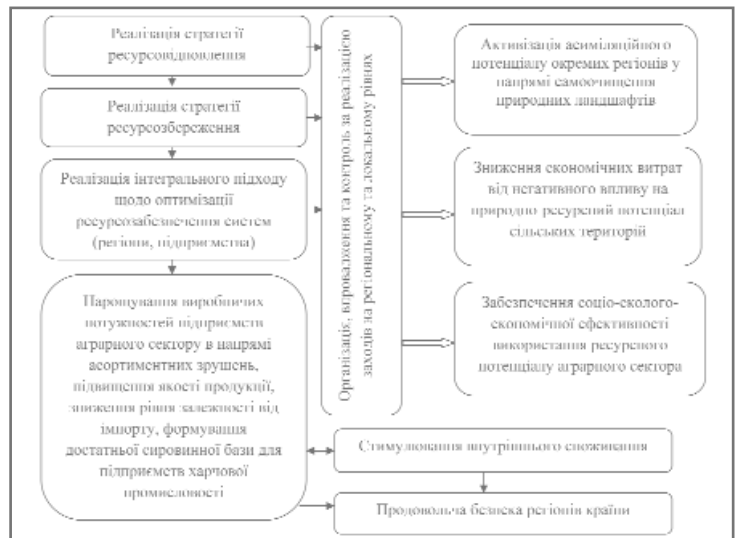 Реалізація стратегії
ресурсовідновлення
Реалізація стратегії
ресурсозбереження
Реалізація інтегрального підходу
щодо оптимізації
ресурсозабезпечення систем
(регіони, підприємства)
Нарощування виробничих
потужностей підприємств
аграрного сектору в напрямі
асортиментних зрушень,
підвищення якості продукції,
зниження рівня залежності від
імпорту, формування
достатньої сировинної бази для
підприємств харчової
промисловості
Організація, впровадження та контроль за реалізацією
заходів на регіональному та локальному рівнях
Активізація асиміляційного
потенціалу окремих регіонів у
напрямі самоочищення
природних ландшафтів
Зниження економічних витрат
від негативного впливу на
природно-ресурсний потенціал
сільських територій
Забезпечення соціо-еколого-
економічної ефективності
використання ресурсного
потенціалу аграрного сектора
Стимулювання внутрішнього споживання
Продовольча безпека регіонів країни